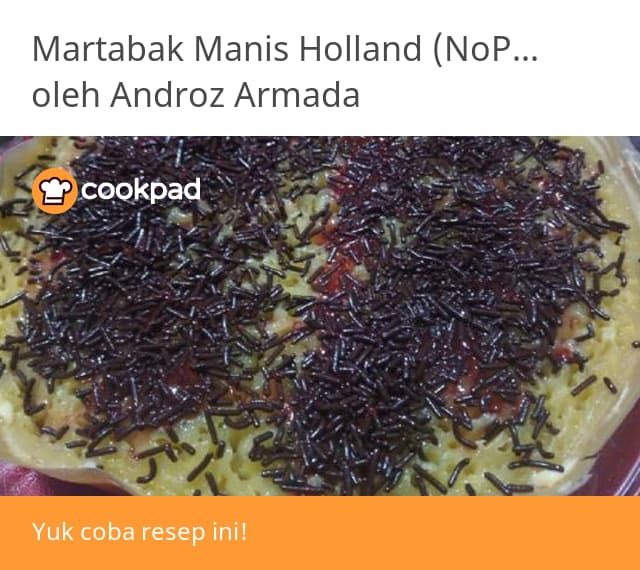 Martabak Manis Holland (NoP...
oleh Androz Armada
cookpad
Yuk coba resep ini!